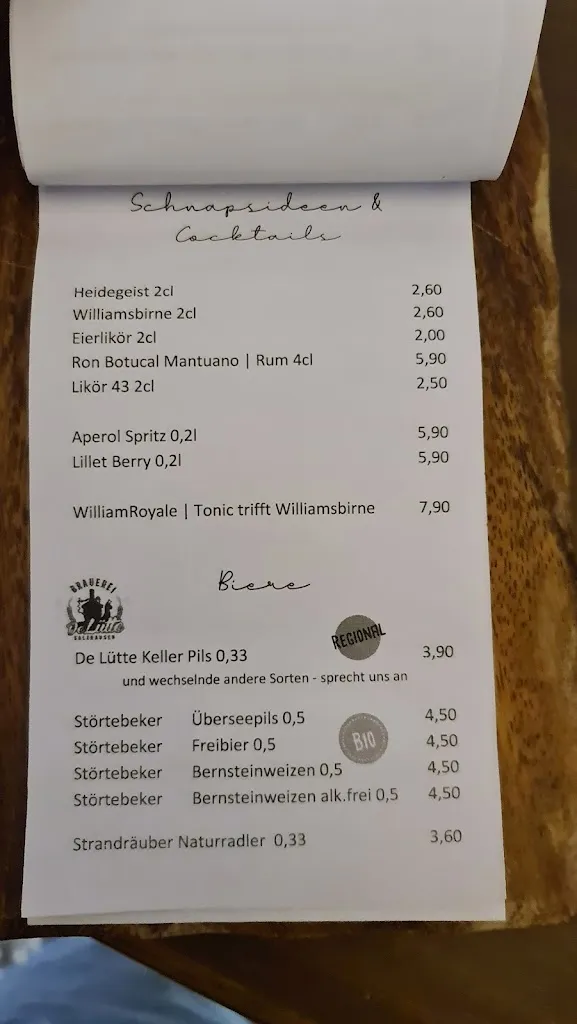 Schnapsideen &
Cocktails
Heidegeist 2cl 2,60
Williamsbirne 2cl 2,60
Eierlikör 2cl 2,00
Ron Botucal Mantuano | Rum 4cl 5,90
Likör 43 2cl 2,50
Aperol Spritz 0,2l 5,90
Lillet Berry 0,2l 5,90
WilliamRoyale | Tonic trifft Williamsbirne 7,90
Biere
BRAUEREI
De Lütte
SALZHAUSEN
REGIONAL
De Lütte Keller Pils 0,33 3,90
und wechselnde andere Sorten - sprecht uns an
Störtebeker Überseepils 0,5 4,50
Störtebeker Freibier 0,5 4,50
BIO
Störtebeker Bernsteinweizen 0,5 4,50
Störtebeker Bernsteinweizen alk.frei 0,5 4,50
Strandräuber Naturradler 0,33 3,60